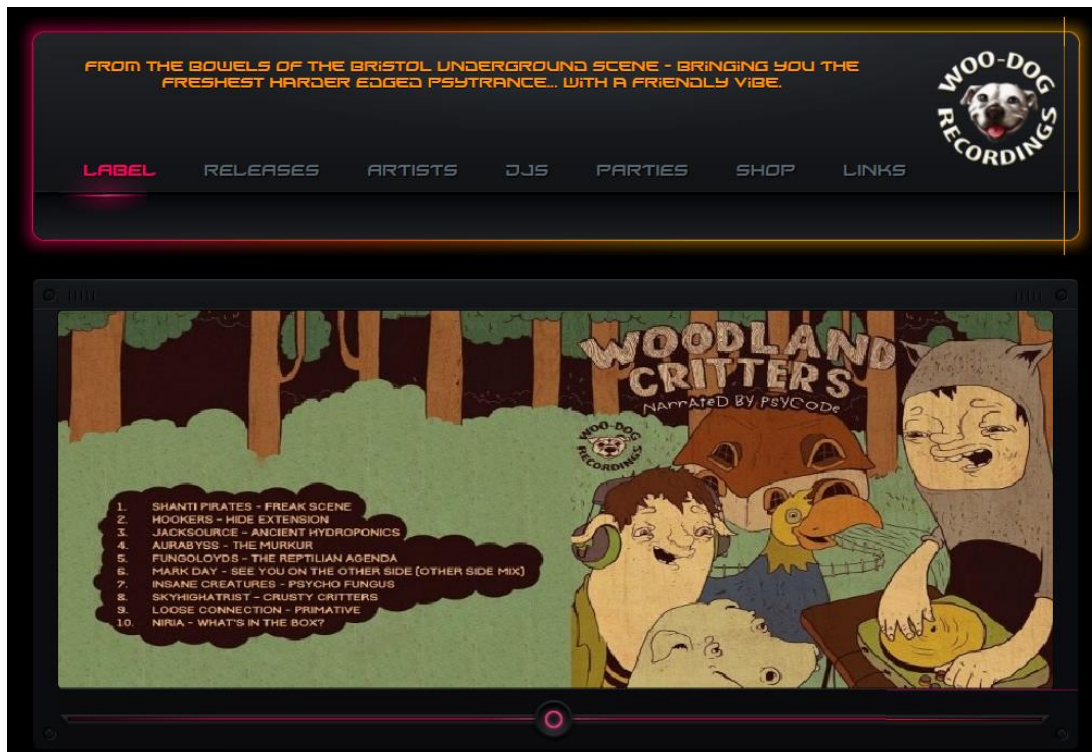 FROM THE BOWELS OF THE BRISTOL UNDERGROUND SCENE - BRINGING YOU THE
FRESHEST HARDER EDGED PSYTRANCE... WITH A FRIENDLY VIBE.
WOO-DOG
RECORDINGS
LABEL RELEASES ARTISTS DJS PARTIES SHOP LINKS
WOODLAND
CRITTERS
NARRATED BY PSYCODE
WOO-DOG
RECORDINGS
1. SHANTI PIRATES - FREAK SCENE
2. HOOKERS - HIDE EXTENSION
3. JACKSOURCE - ANCIENT HYDROPONICS
4. AURABYSS - THE MURKUR
5. FUNGOLOYDS - THE REPTILIAN AGENDA
6. MARK DAY - SEE YOU ON THE OTHER SIDE (OTHER SIDE MIX)
7. INSANE CREATURES - PSYCHO FUNGUS
8. SKYHIGHATRIST - CRUSTY CRITTERS
9. LOOSE CONNECTION - PRIMATIVE
10. NIRIA - WHAT'S IN THE BOX?